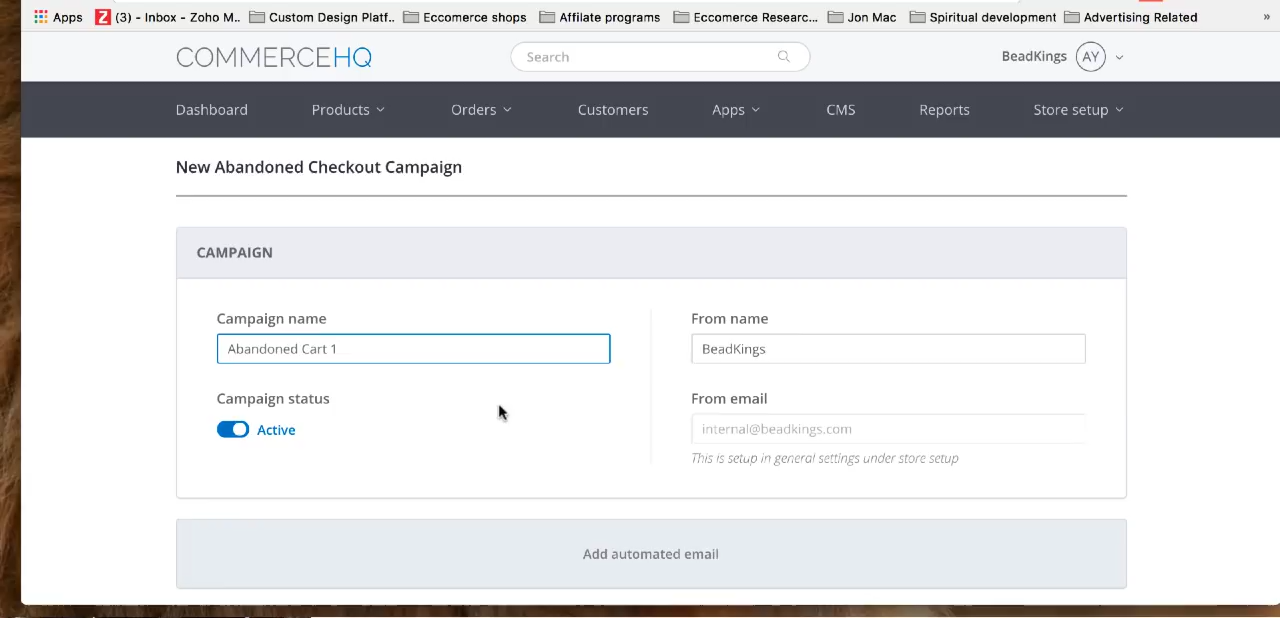 Apps (3) - Inbox - Zoho M... Custom Design Platf... Eccomerce shops Affilate programs Eccomerce Researc... Jon Mac Spiritual development Advertising Related »
COMMERCEHQ Search BeadKings AY
Dashboard Products Orders Customers Apps CMS Reports Store setup
New Abandoned Checkout Campaign
CAMPAIGN
Campaign name From name
Abandoned Cart 1 BeadKings
Campaign status From email
Active internal@beadkings.com
This is setup in general settings under store setup
Add automated email